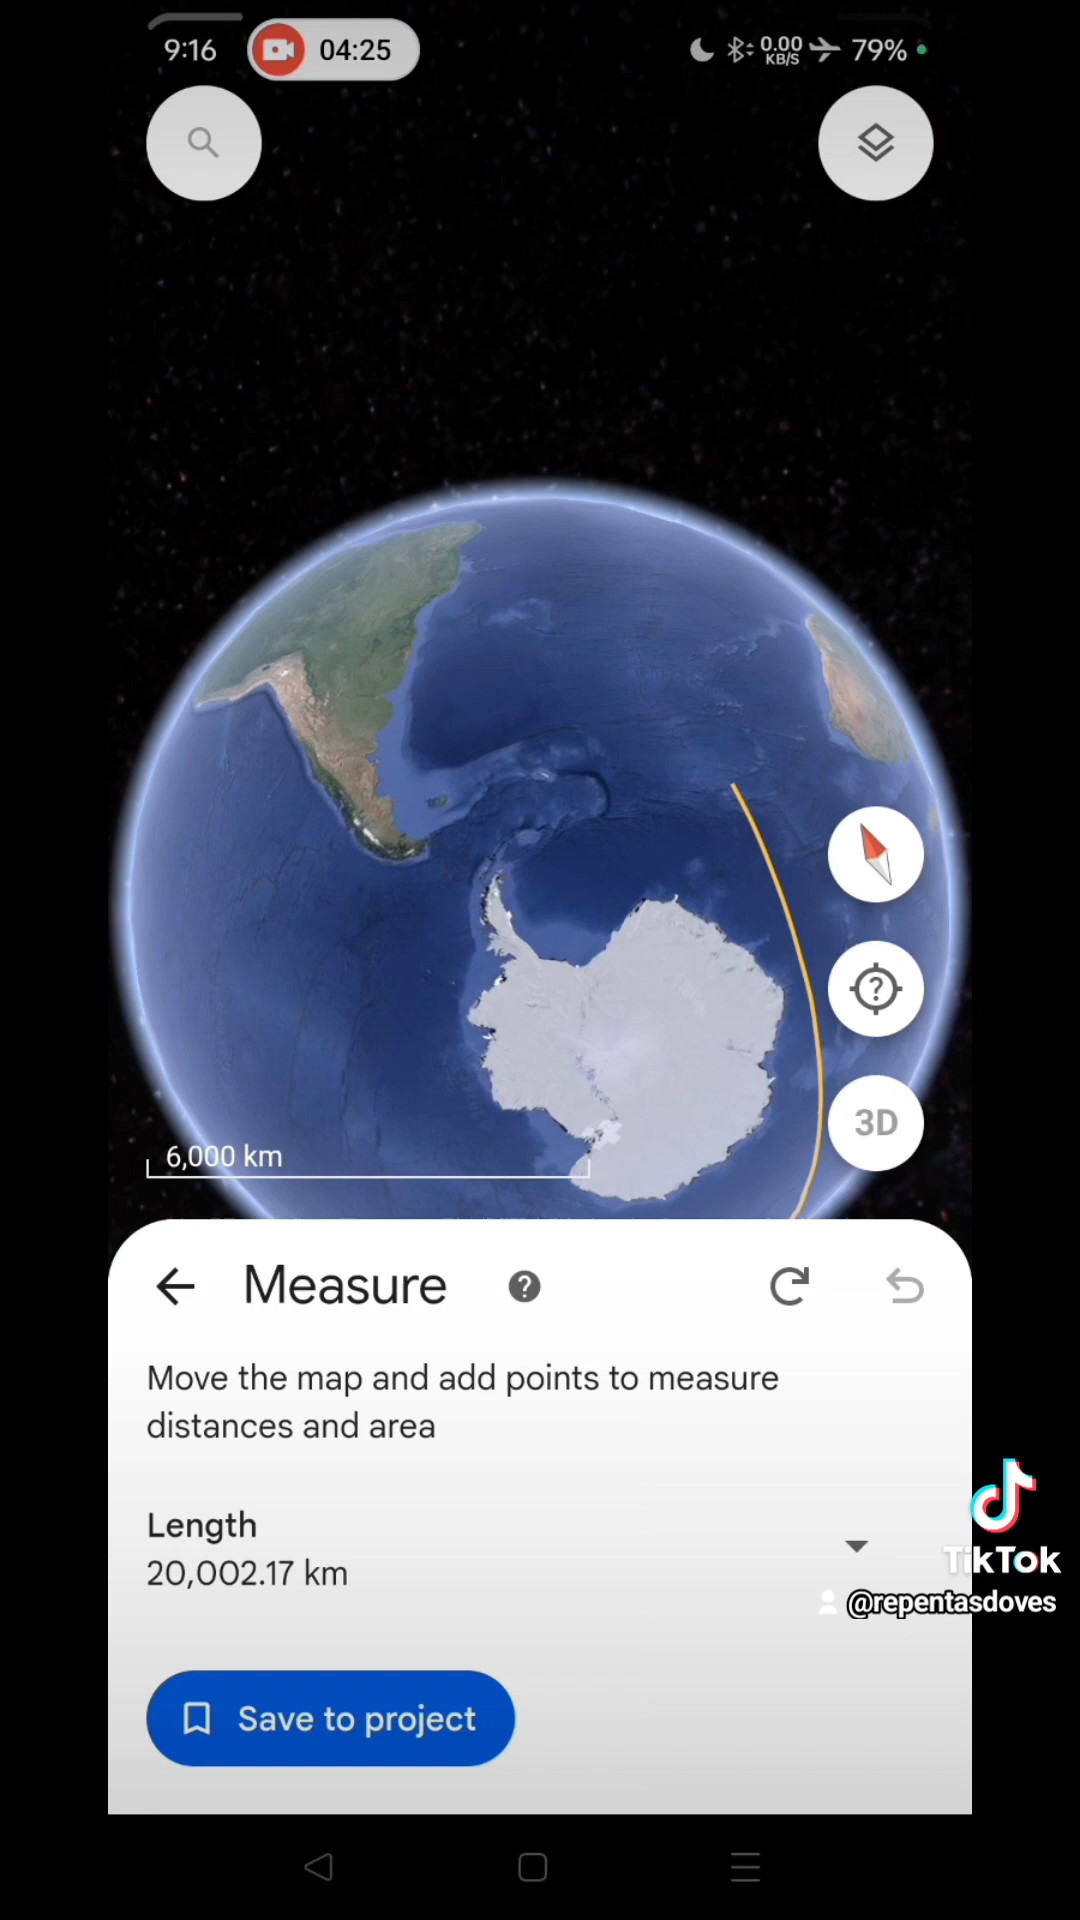 9:16
04:25
0.00
KB/S
79%
3D
6,000 km
Measure
Move the map and add points to measure
distances and area
Length
20,002.17 km
TikTok
@repentasdoves
Save to project